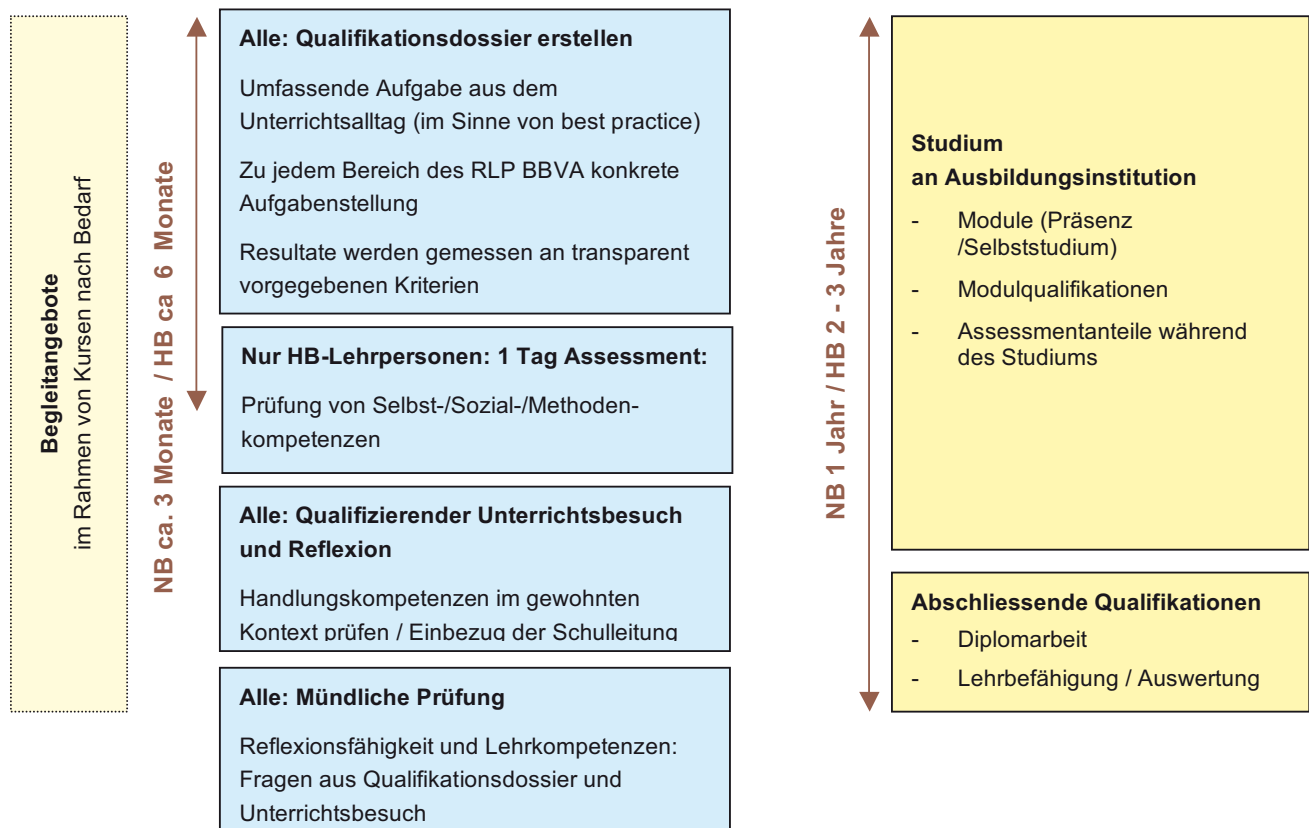 Begleitangebote
im Rahmen von Kursen nach Bedarf
NB ca. 3 Monate / HB ca 6 Monate
Alle: Qualifikationsdossier erstellen
Umfassende Aufgabe aus dem
Unterrichtsalltag (im Sinne von best practice)
Zu jedem Bereich des RLP BBVA konkrete
Aufgabenstellung
Resultate werden gemessen an transparent
vorgegebenen Kriterien
Nur HB-Lehrpersonen: 1 Tag Assessment:
Prüfung von Selbst-/Sozial-/Methoden-
kompetenzen
Alle: Qualifizierender Unterrichtsbesuch
und Reflexion
Handlungskompetenzen im gewohnten
Kontext prüfen / Einbezug der Schulleitung
Alle: Mündliche Prüfung
Reflexionsfähigkeit und Lehrkompetenzen:
Fragen aus Qualifikationsdossier und
Unterrichtsbesuch
NB 1 Jahr / HB 2 - 3 Jahre
Studium
an Ausbildungsinstitution
- Module (Präsenz
/Selbststudium)
- Modulqualifikationen
- Assessmentanteile während
des Studiums
Abschliessende Qualifikationen
- Diplomarbeit
- Lehrbefähigung / Auswertung